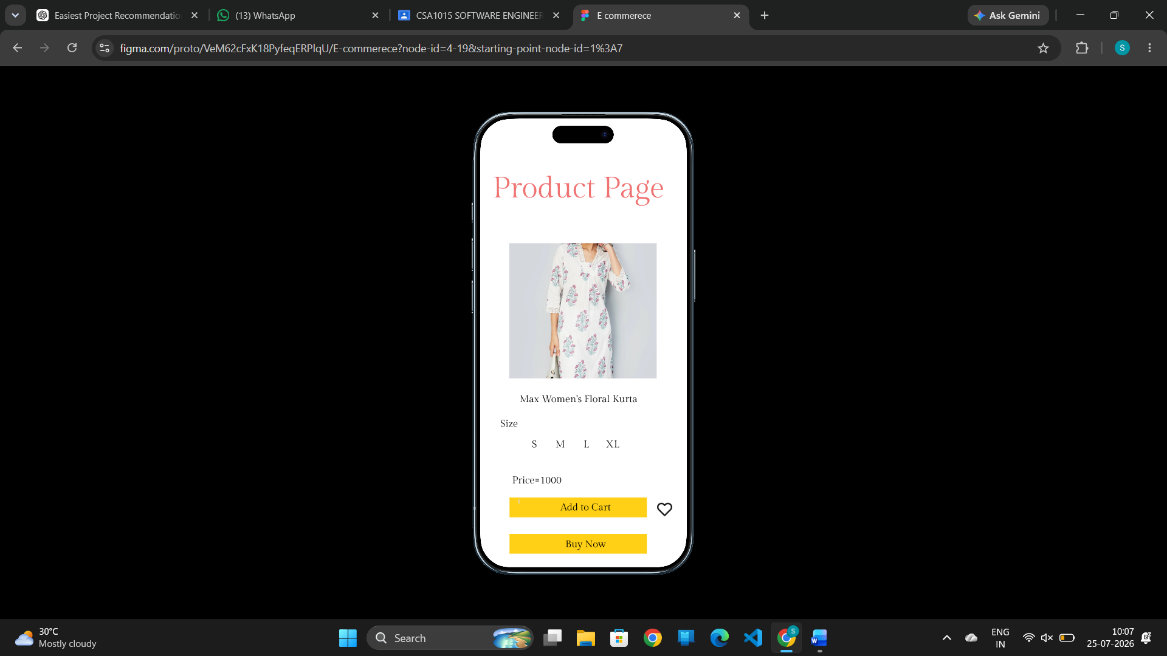 Easiest Project Recommendatio
(13) WhatsApp
CSA1015 SOFTWARE ENGINEER
E commerece
Ask Gemini
figma.com/proto/VeM62cFxK18PyfeqERPIqU/E-commerece?node-id=4-19&starting-point-node-id=1%3A7
S
Product Page
Max Women's Floral Kurta
Size
S M L XL
Price=1000
Add to Cart
Buy Now
30°C
Mostly cloudy
Search
S
W
ENG
IN
10:07
25-07-2026